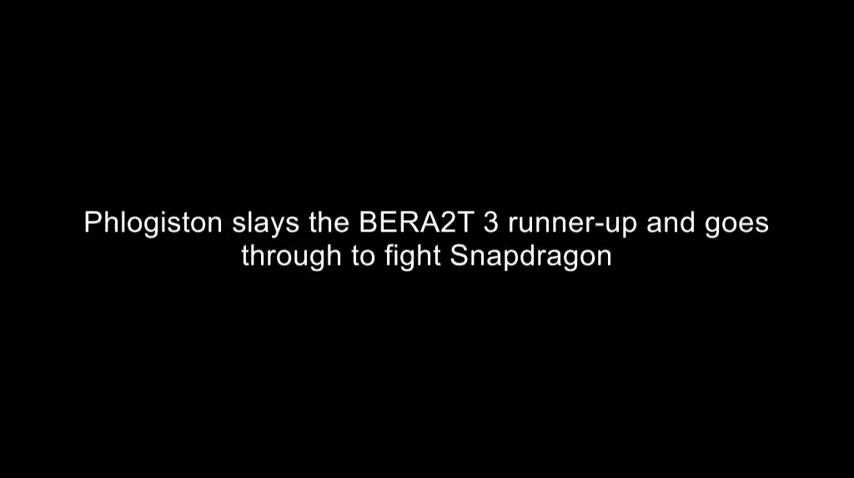 Phlogiston slays the BERA2T 3 runner-up and goes
through to fight Snapdragon